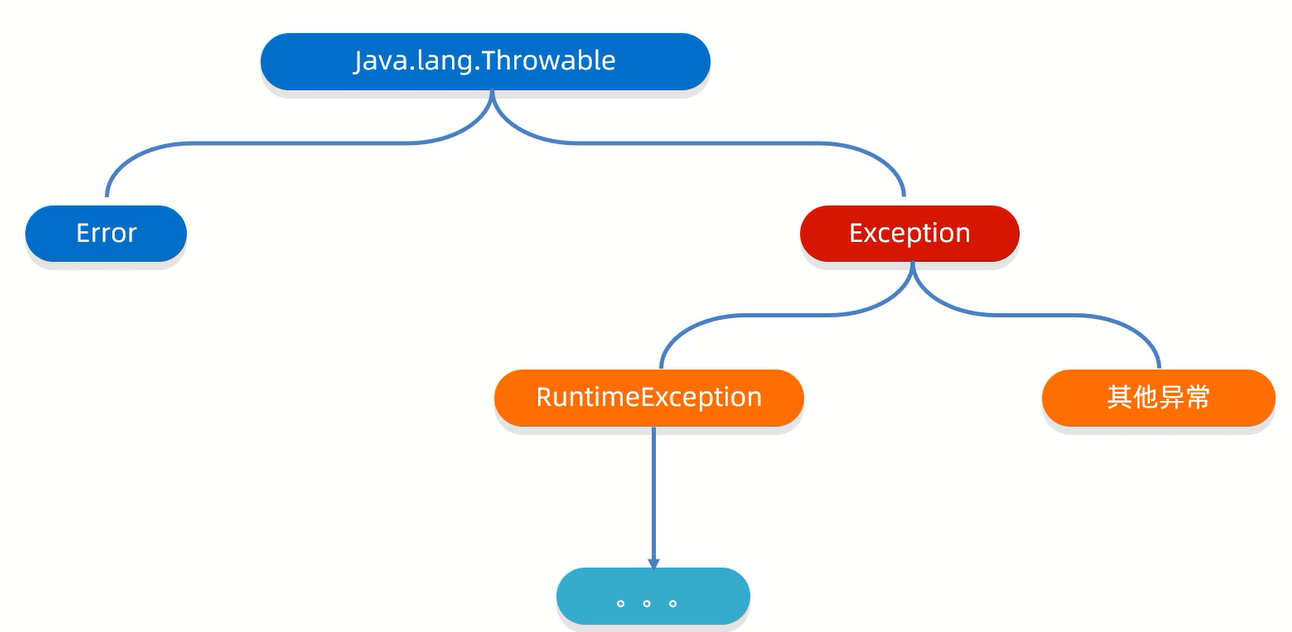 Java.lang.Throwable
Error
Exception
RuntimeException
其他异常
。。。